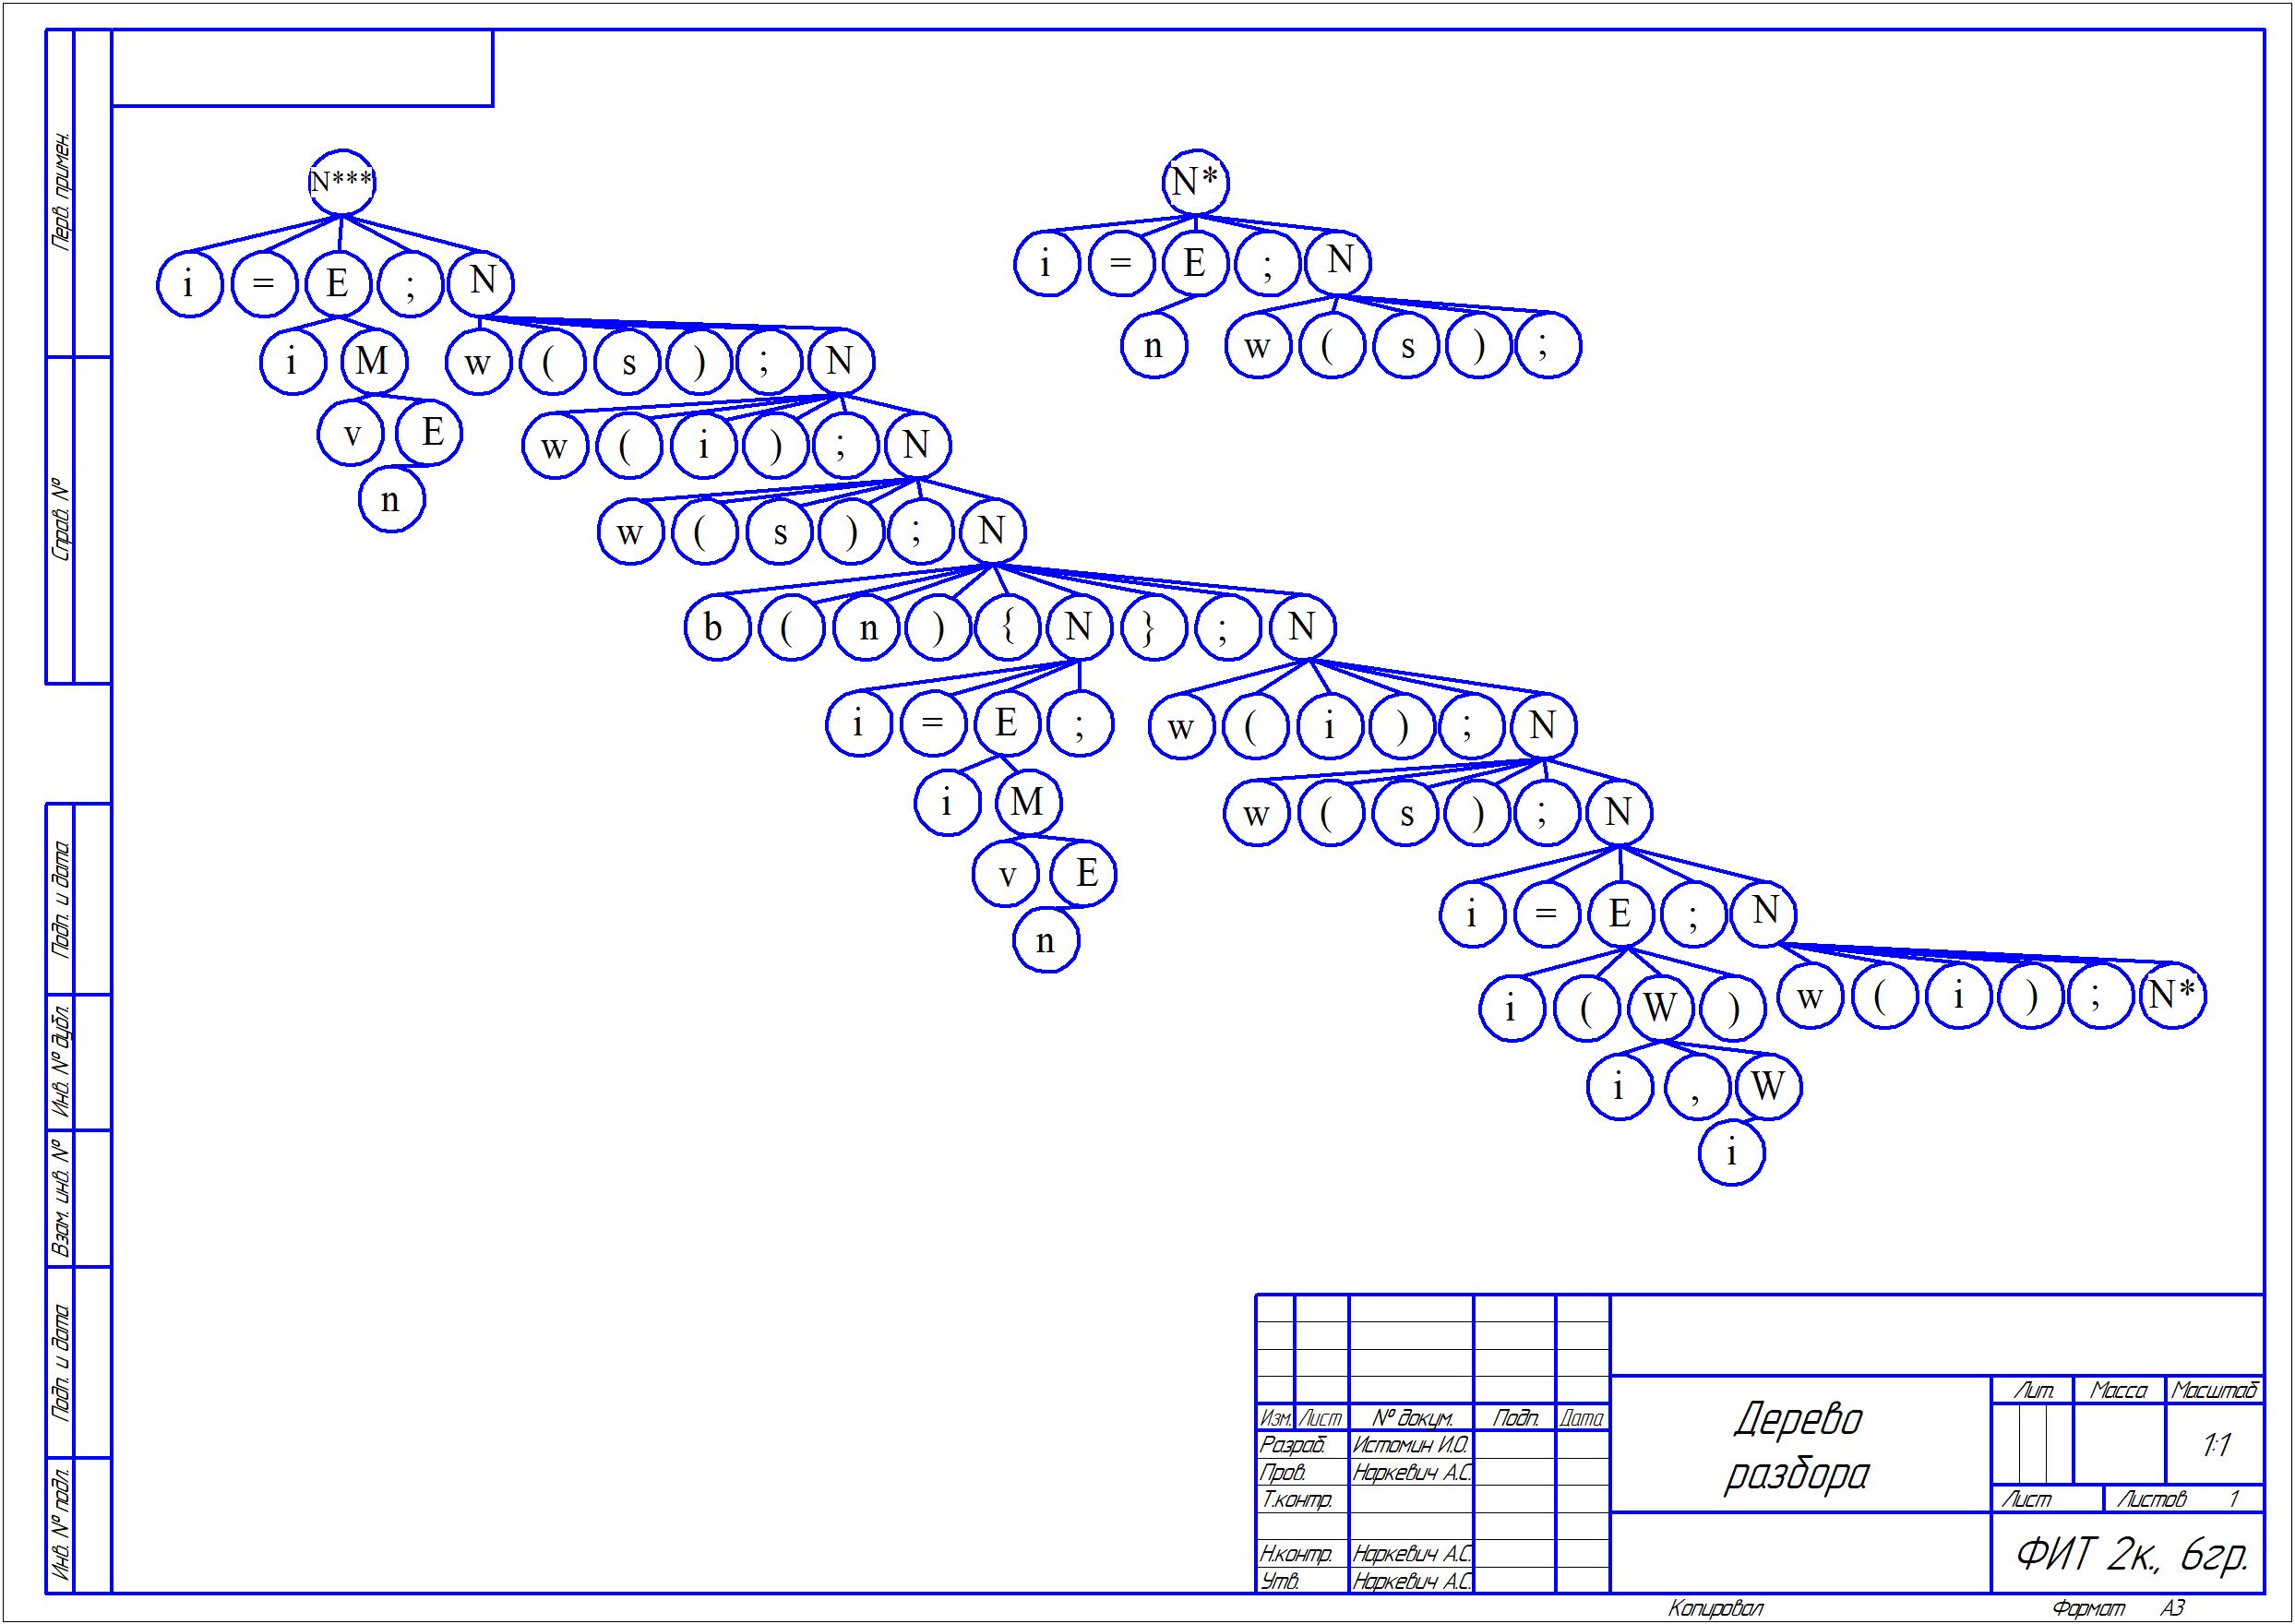 N*** N*
i = E ; N i = E ; N
i M w ( s ) ; N n w ( s ) ;
v E w ( i ) ; N
n w ( s ) ; N
b ( n ) { N } ; N
i = E ; w ( i ) ; N
i M w ( s ) ; N
v E i = E ; N
n i ( W ) w ( i ) ; N*
i , W
i
Перв. примен.
Справ. №
Подп. и дата
Инв. № дубл.
Взам. инв. №
Подп. и дата
Инв. № подл.
Изм. Лист № докум. Подп. Дата
Разраб. Истомин И.О.
Пров. Наркевич А.С.
Т.контр.
Н.контр. Наркевич А.С.
Утв. Наркевич А.С.
Дерево
разбора
Лит. Масса Масштаб
1:1
Лист Листов 1
ФИТ 2к., 6гр.
Копировал Формат А3